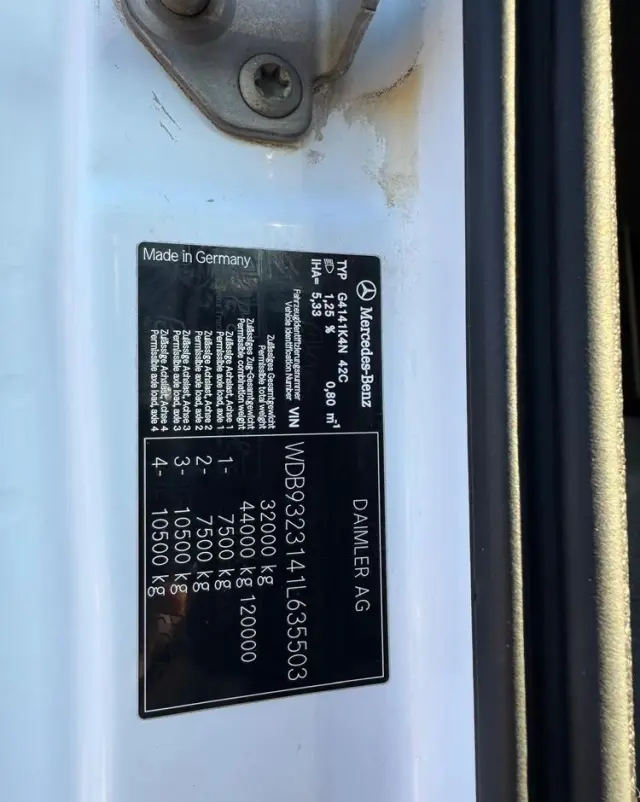 Mercedes-Benz
DAIMLER AG
TYP G4141K4N 42C 0,80 m⁻¹
1,25 %
IHA= 5,33
Fahrzeugidentifizierungsnummer
Vehicle Identification Number VIN WDB9323141L635503
Zulässiges Gesamtgewicht
Permissible total weight 32000 kg
Zulässiges Zug-Gesamtgewicht
Permissible combination weight 44000 kg 120000
Zulässige Achslast, Achse 1
Permissible axle load, axle 1 1- 7500 kg
Zulässige Achslast, Achse 2
Permissible axle load, axle 2 2- 7500 kg
Zulässige Achslast, Achse 3
Permissible axle load, axle 3 3- 10500 kg
Zulässige Achslast, Achse 4
Permissible axle load, axle 4 4- 10500 kg
Made in Germany